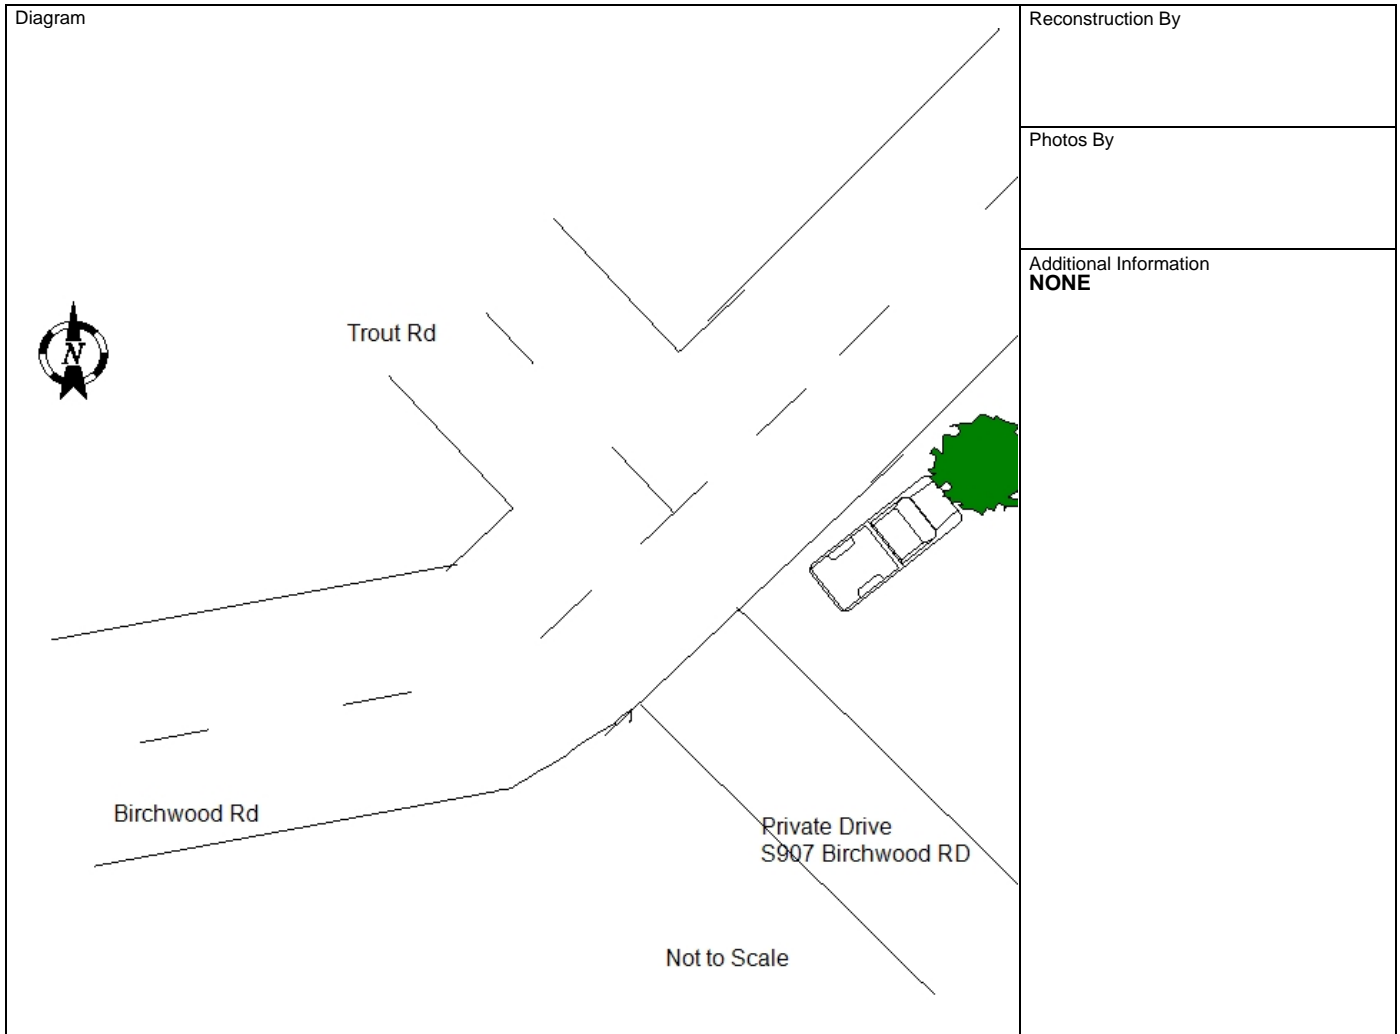 Diagram
Trout Rd
N
Birchwood Rd
Private Drive
S907 Birchwood RD
Not to Scale
Reconstruction By
Photos By
Additional Information
NONE